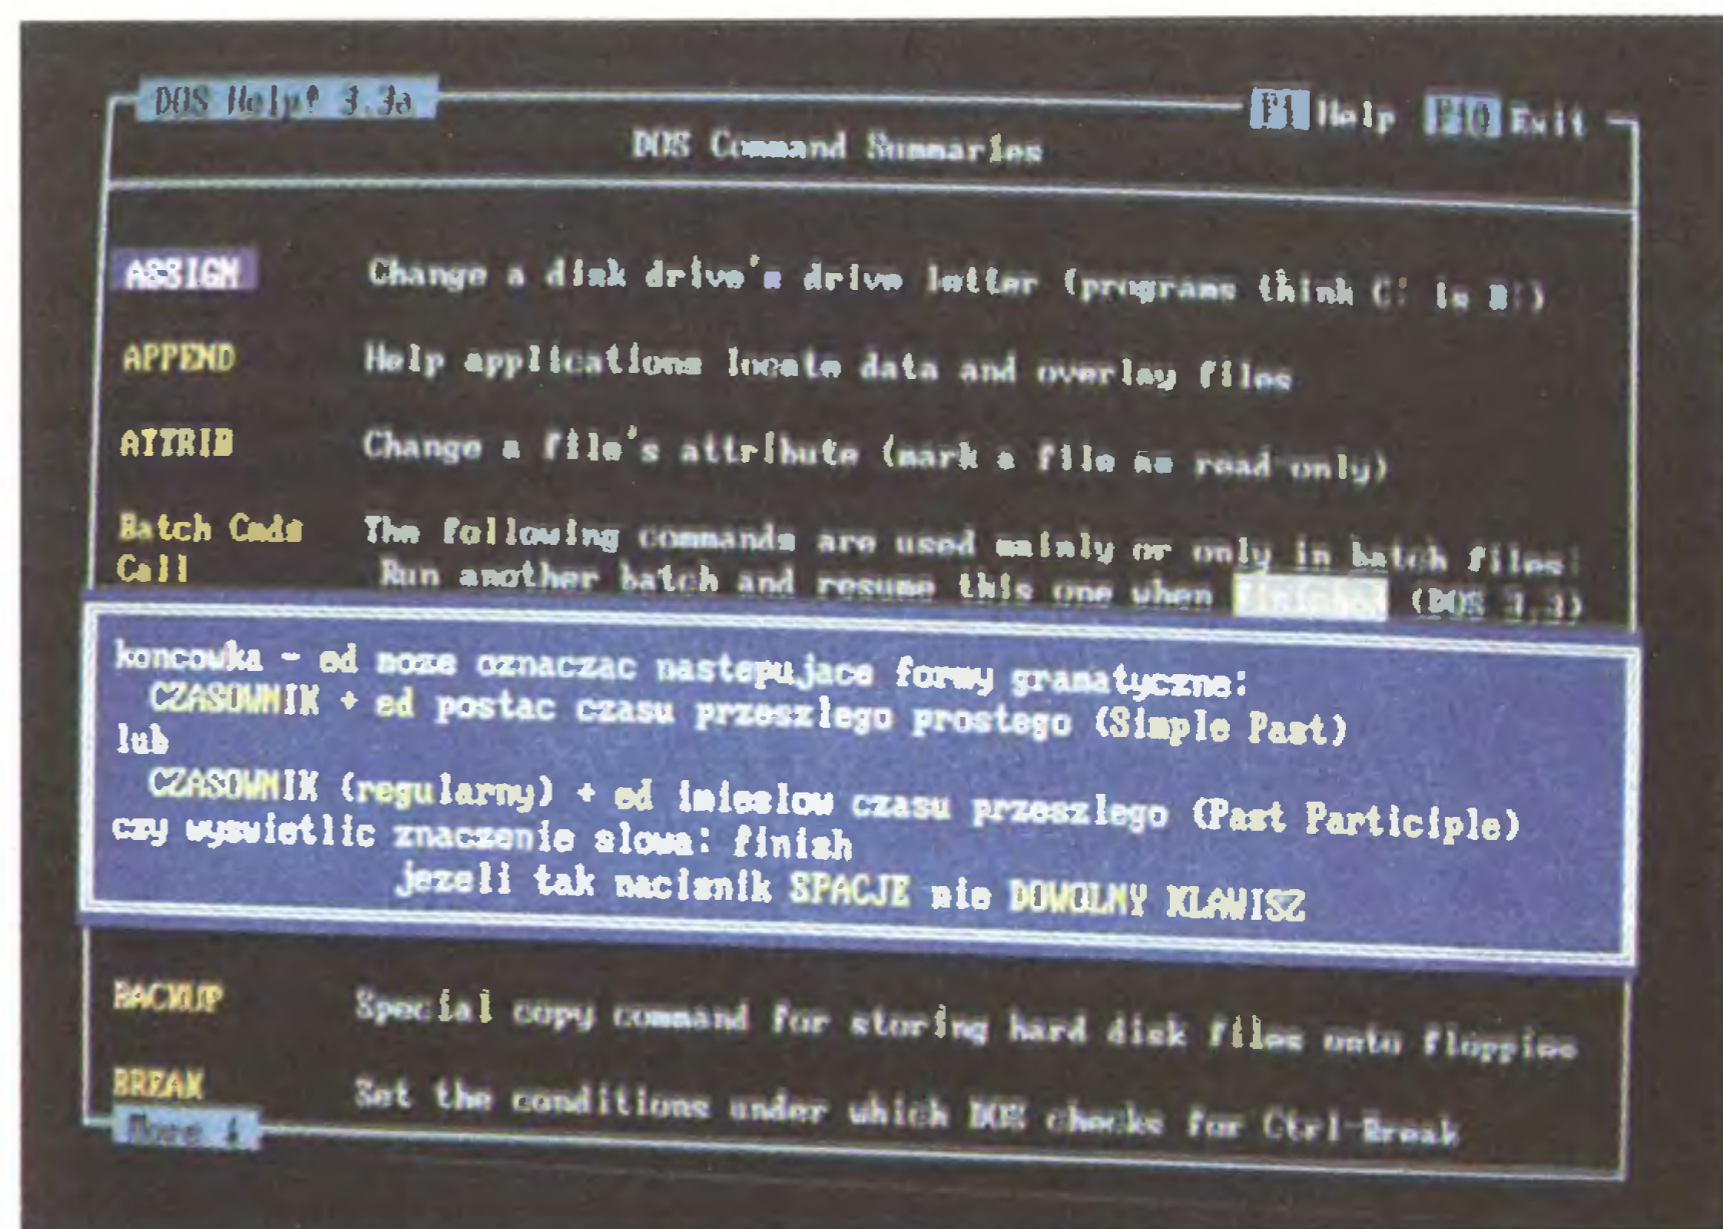 DOS Help! 3.3a F1 Help F10 Exit
DOS Command Summaries
ASSIGN Change a disk drive's drive letter (programs think C: is B:)
APPEND Help applications locate data and overlay files
ATTRIB Change a file's attribute (mark a file as read-only)
Batch Cmds The following commands are used mainly or only in batch files:
Call Run another batch and resume this one when finished (DOS 3.3)
koncowka - ed moze oznaczac nastepujace formy gramatyczne:
CZASOWNIK + ed postac czasu przeszlego prostego (Simple Past)
lub
CZASOWNIK (regularny) + ed imieslow czasu przeszlego (Past Participle)
czy wyswietlic znaczenie slowa: finish
jezeli tak nacisnik SPACJE nie DOWOLNY KLAWISZ
BACKUP Special copy command for storing hard disk files onto floppies
BREAK Set the conditions under which DOS checks for Ctrl-Break
More ↓